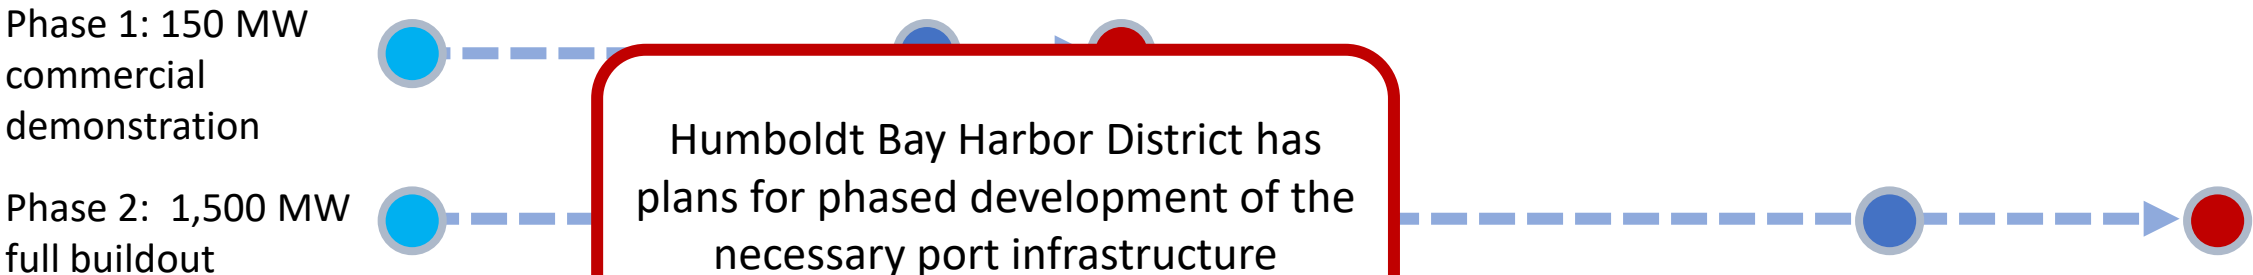 Phase 1: 150 MW
commercial
demonstration
Humboldt Bay Harbor District has
plans for phased development of the
necessary port infrastructure
Phase 2:  1,500 MW
full buildout